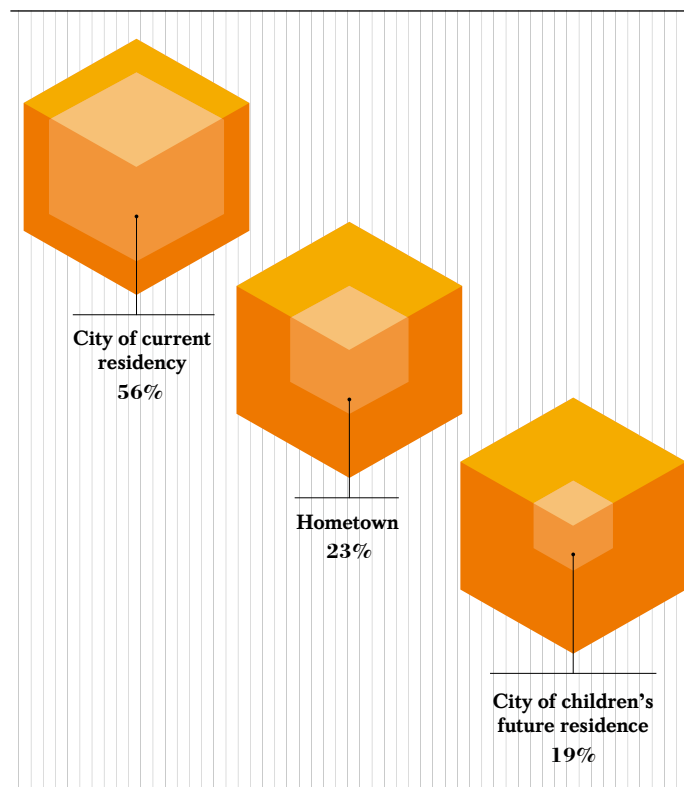 City of current
residency
56%
Hometown
23%
City of children’s
future residence
19%